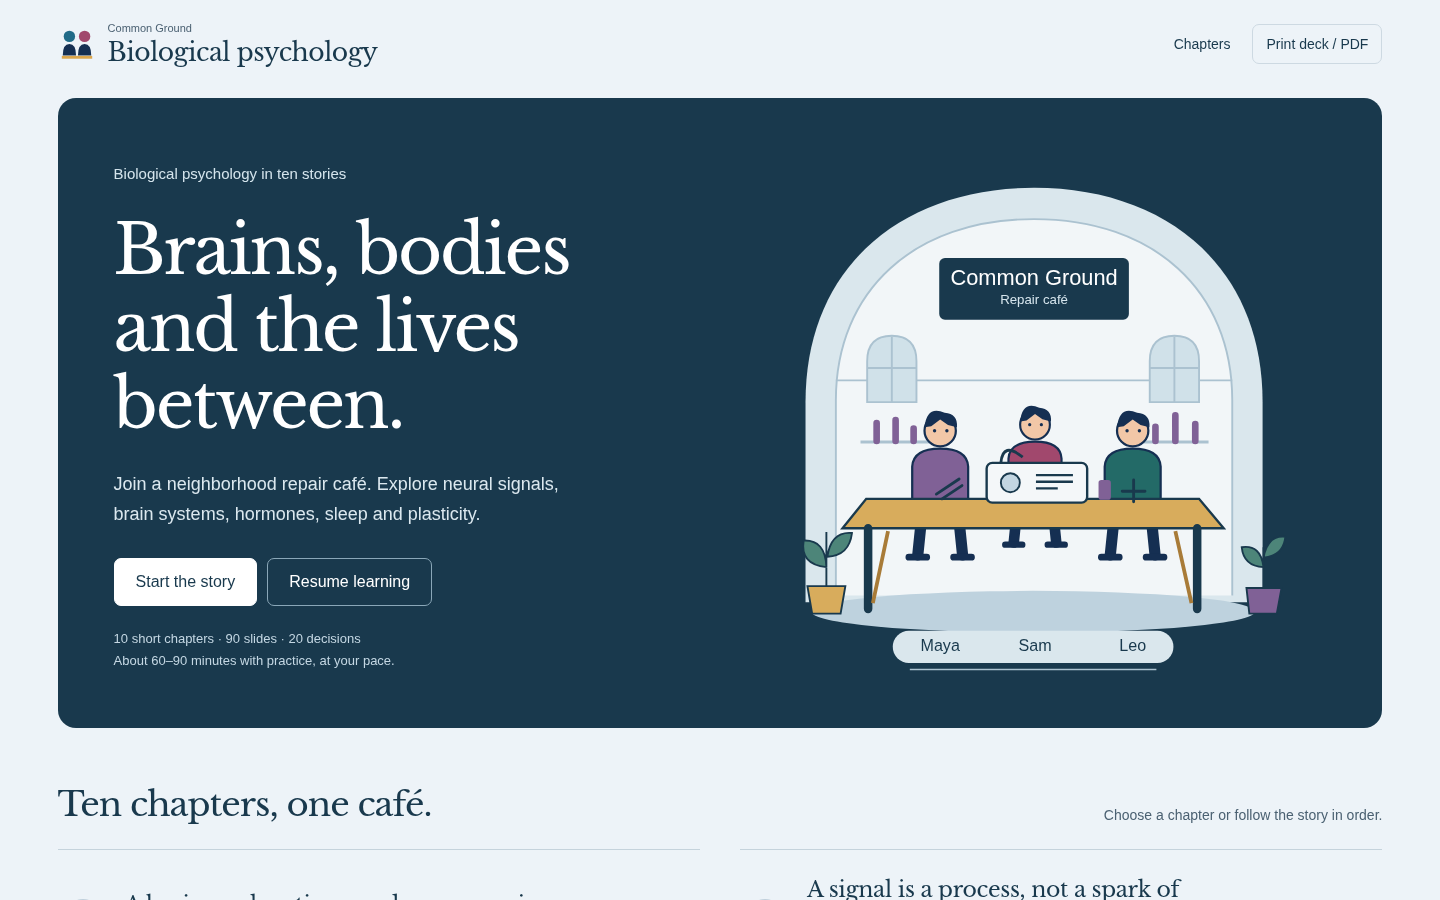 Common Ground
Biological psychology
Chapters
Print deck / PDF
Biological psychology in ten stories
Brains, bodies
and the lives
between.
Join a neighborhood repair café. Explore neural signals,
brain systems, hormones, sleep and plasticity.
Start the story
Resume learning
10 short chapters · 90 slides · 20 decisions
About 60–90 minutes with practice, at your pace.
Common Ground
Repair café
Maya
Sam
Leo
Ten chapters, one café.
Choose a chapter or follow the story in order.
A signal is a process, not a spark of